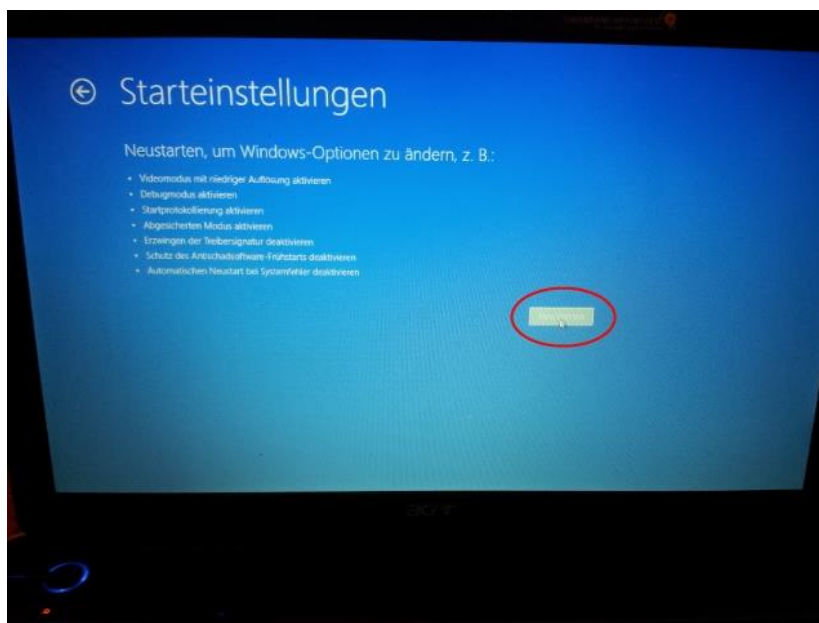 Starteinstellungen
Neustarten, um Windows-Optionen zu ändern, z. B.:
• Videomodus mit niedriger Auflösung aktivieren
• Debugmodus aktivieren
• Startprotokollierung aktivieren
• Abgesicherten Modus aktivieren
• Erzwingen der Treibersignatur deaktivieren
• Schutz des Antischadsoftware-Frühstarts deaktivieren
• Automatischen Neustart bei Systemfehler deaktivieren
acer